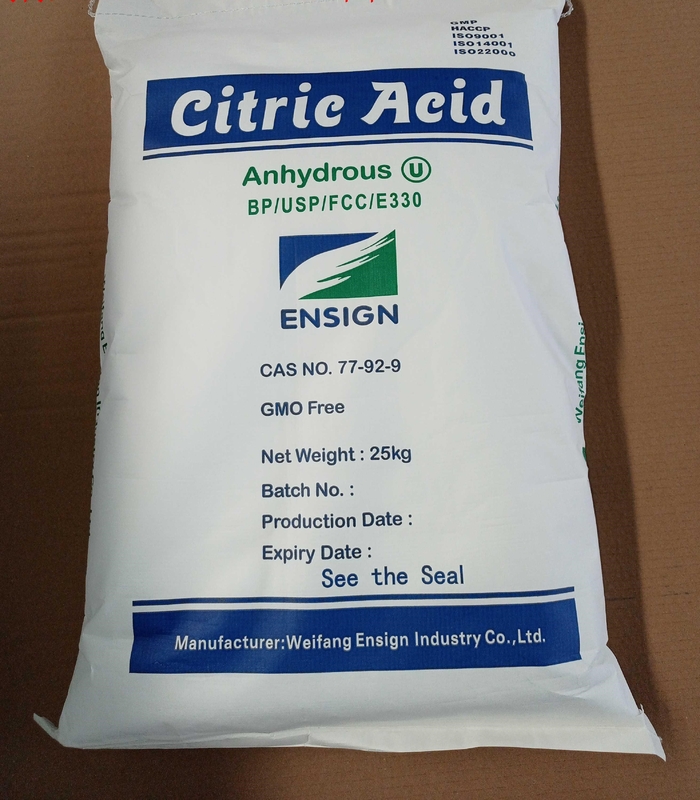 GMP
HACCP
ISO9001
ISO14001
ISO22000
Citric Acid
Anhydrous U
BP/USP/FCC/E330
ENSIGN
CAS NO. 77-92-9
GMO Free
Net Weight : 25kg
Batch No. :
Production Date :
Expiry Date :
See the Seal
Manufacturer:Weifang Ensign Industry Co.,Ltd.
Weifang Ensi